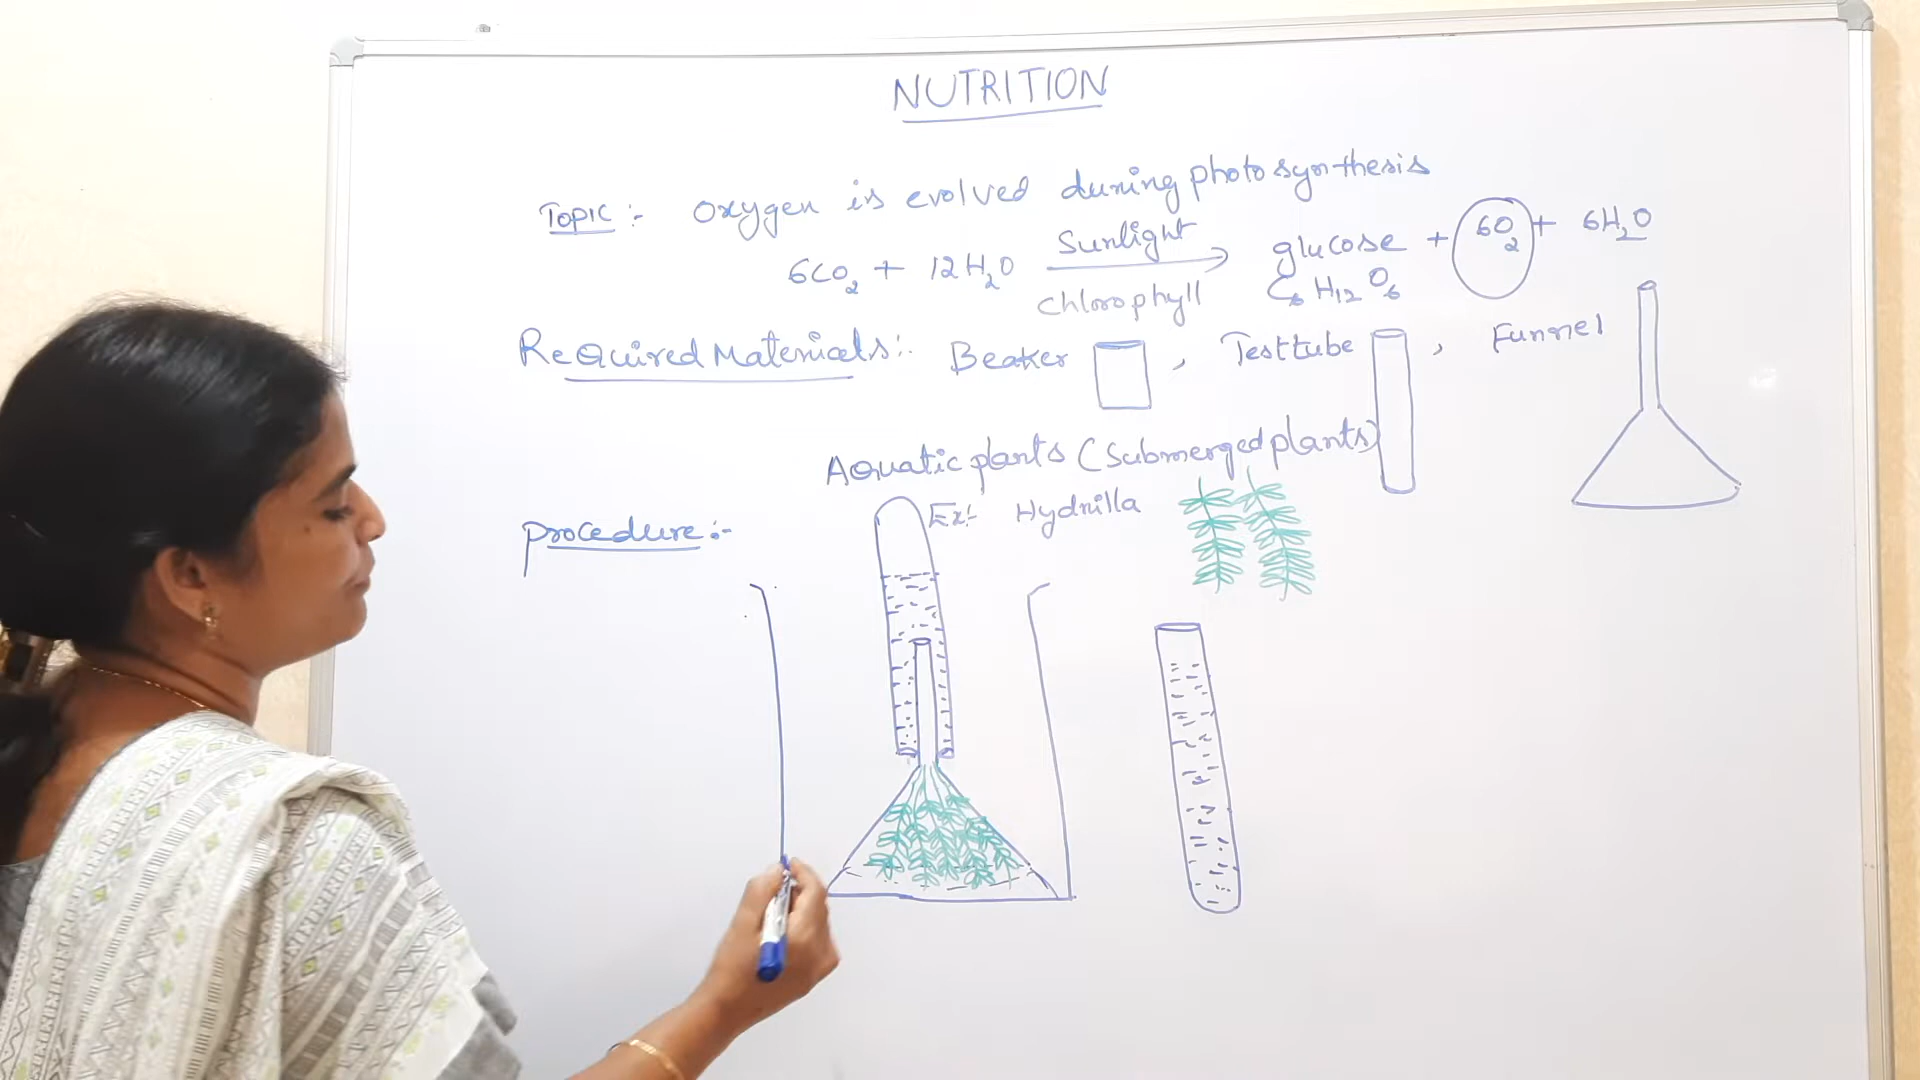 NUTRITION
Topic :- Oxygen is evolved during photosynthesis
6CO2 + 12H2O Sunlight Chlorophyll glucose C6H12O6 + 6O2 + 6H2O
Required Materials :- Beaker , Testtube , Funnel
Aquatic plants (Submerged plants)
Ex:- Hydrilla
procedure :-